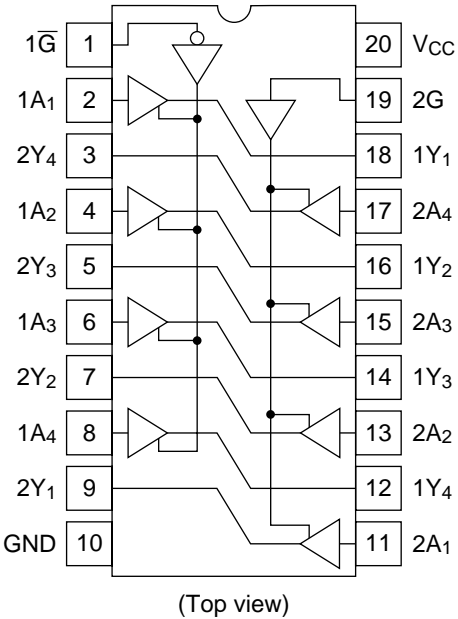 1G̅ 1 20 VCC
1A1 2 19 2G
2Y4 3 18 1Y1
1A2 4 17 2A4
2Y3 5 16 1Y2
1A3 6 15 2A3
2Y2 7 14 1Y3
1A4 8 13 2A2
2Y1 9 12 1Y4
GND 10 11 2A1
(Top view)